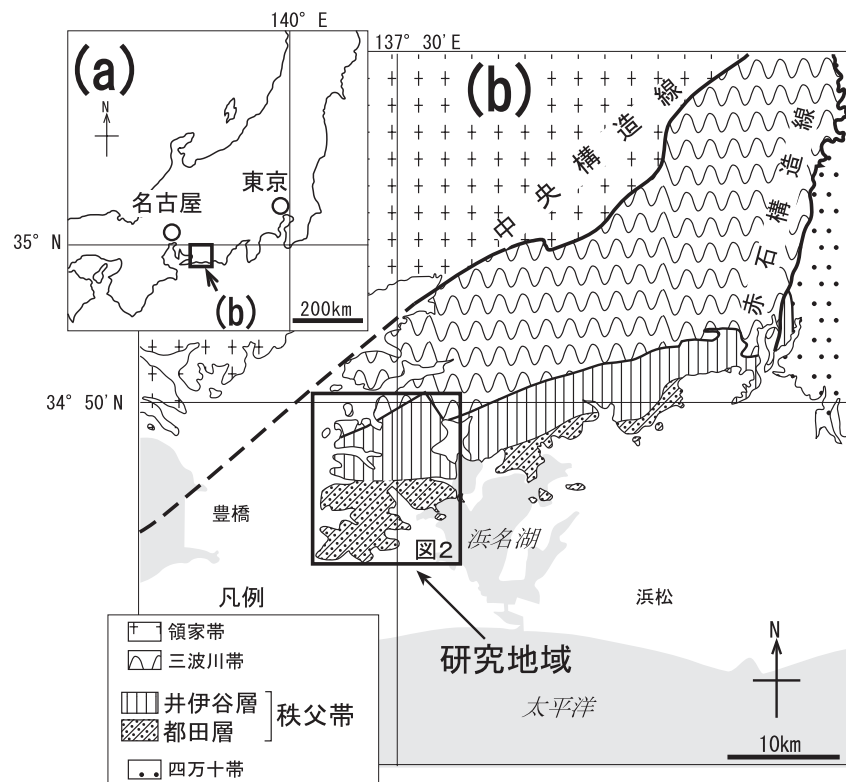 140° E
(a)
N
東京
名古屋
35° N
(b)
200km
137° 30′E
(b)
中央構造線
赤石構造線
34° 50′N
豊橋
図2
浜名湖
浜松
研究地域
太平洋
N
10km
凡例
領家帯
三波川帯
井伊谷層
都田層
秩父帯
四万十帯